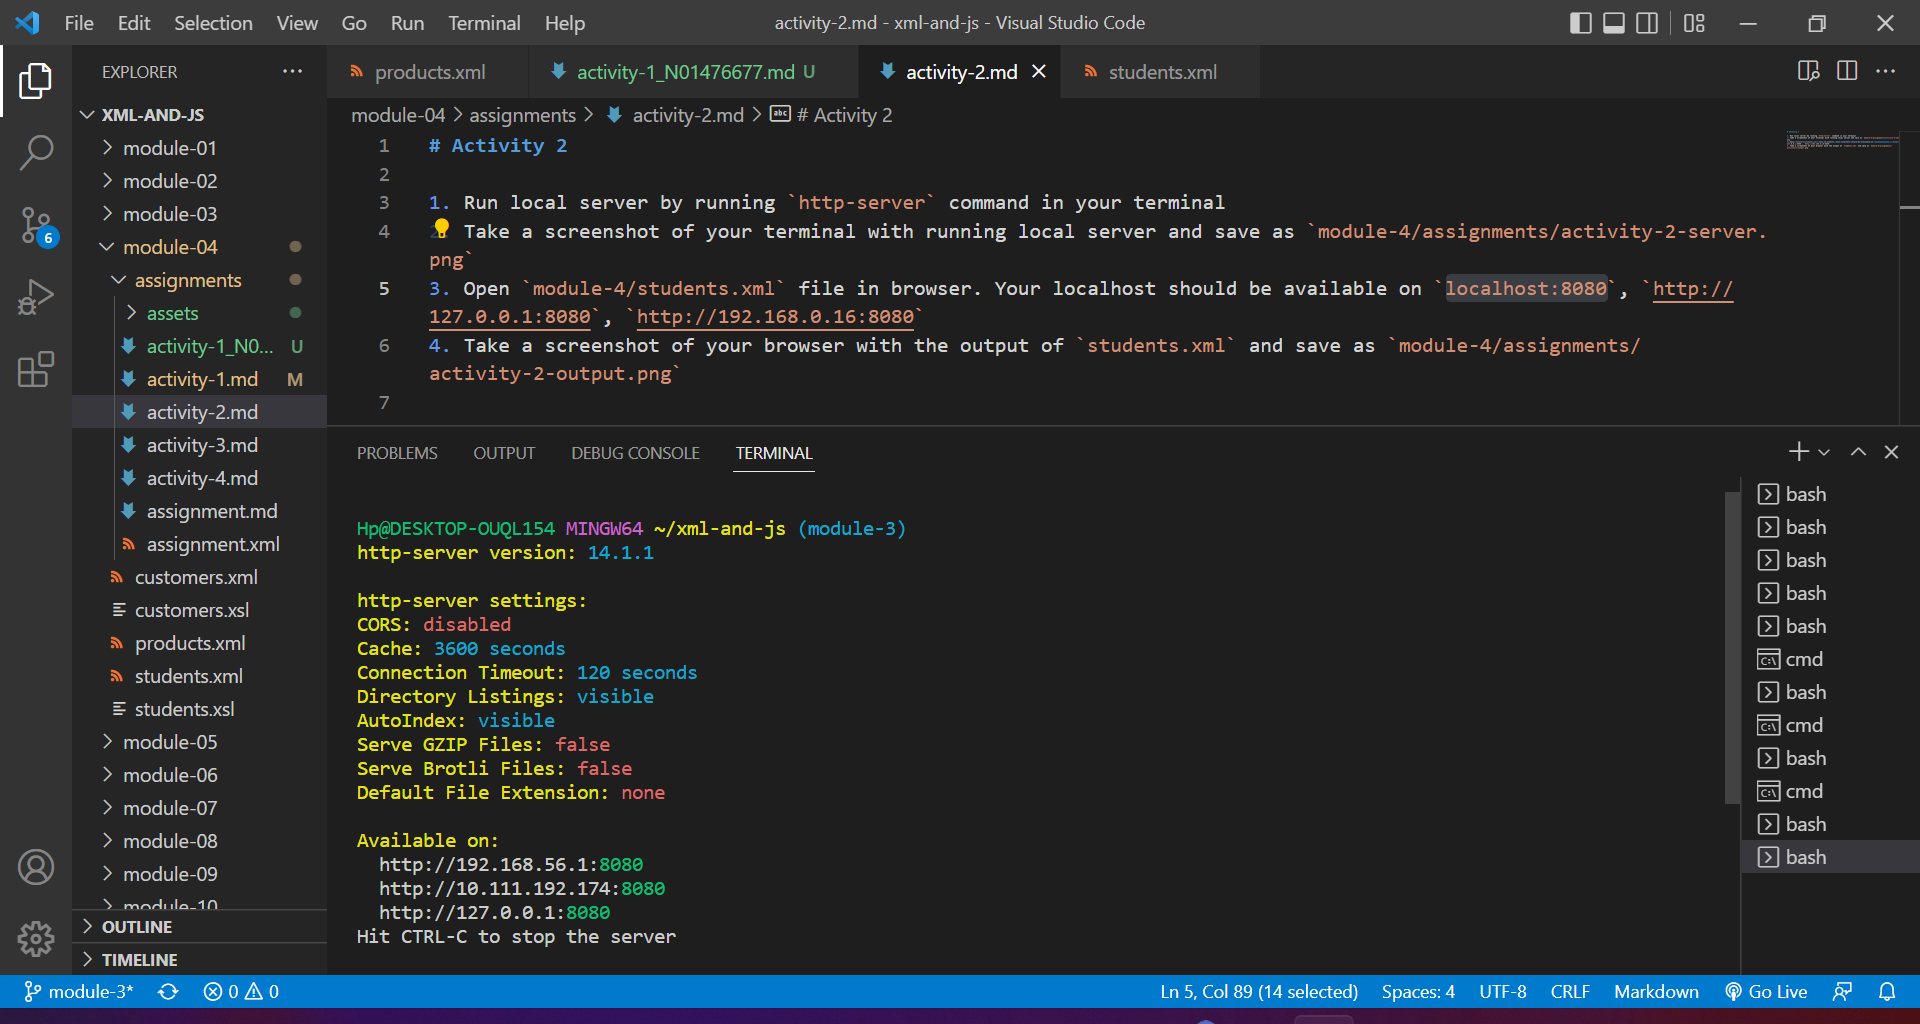 File Edit Selection View Go Run Terminal Help
activity-2.md - xml-and-js - Visual Studio Code
EXPLORER
products.xml
activity-1_N01476677.md U
activity-2.md
students.xml
XML-AND-JS
module-01
module-02
module-03
module-04
assignments
assets
activity-1_N0... U
activity-1.md M
activity-2.md
activity-3.md
activity-4.md
assignment.md
assignment.xml
customers.xml
customers.xsl
products.xml
students.xml
students.xsl
module-05
module-06
module-07
module-08
module-09
module-10
OUTLINE
TIMELINE
6
module-04 > assignments > activity-2.md > # Activity 2
1 # Activity 2
2
3 1. Run local server by running `http-server` command in your terminal
4 Take a screenshot of your terminal with running local server and save as `module-4/assignments/activity-2-server.
png`
5 3. Open `module-4/students.xml` file in browser. Your localhost should be available on `localhost:8080`, `http://
127.0.0.1:8080`, `http://192.168.0.16:8080`
6 4. Take a screenshot of your browser with the output of `students.xml` and save as `module-4/assignments/
activity-2-output.png`
7
PROBLEMS OUTPUT DEBUG CONSOLE TERMINAL
Hp@DESKTOP-OUQL154 MINGW64 ~/xml-and-js (module-3)
http-server version: 14.1.1
http-server settings:
CORS: disabled
Cache: 3600 seconds
Connection Timeout: 120 seconds
Directory Listings: visible
AutoIndex: visible
Serve GZIP Files: false
Serve Brotli Files: false
Default File Extension: none
Available on:
http://192.168.56.1:8080
http://10.111.192.174:8080
http://127.0.0.1:8080
Hit CTRL-C to stop the server
bash
bash
bash
bash
bash
cmd
bash
cmd
bash
cmd
bash
bash
module-3* 0 0
Ln 5, Col 89 (14 selected) Spaces: 4 UTF-8 CRLF Markdown Go Live